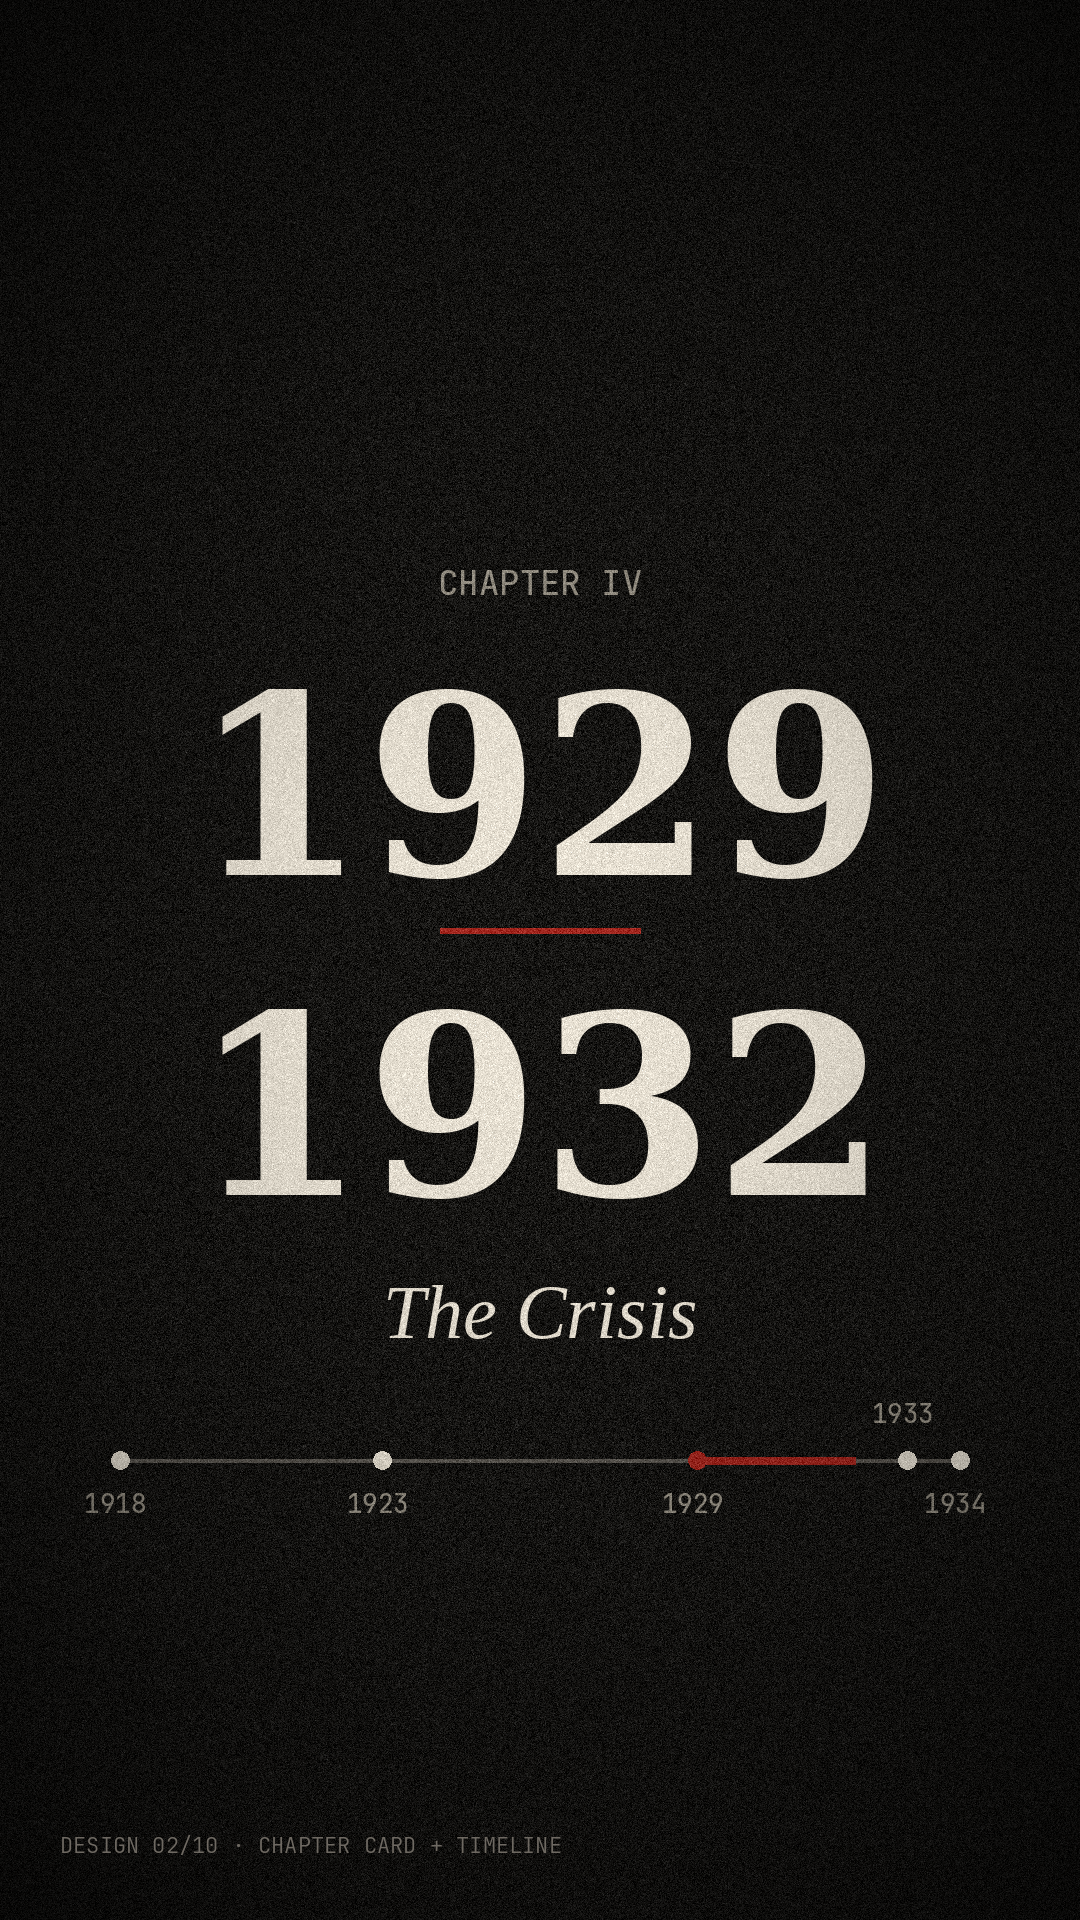 CHAPTER IV
1929
1932
The Crisis
1933
1918 1923 1929 1934
DESIGN 02/10 · CHAPTER CARD + TIMELINE